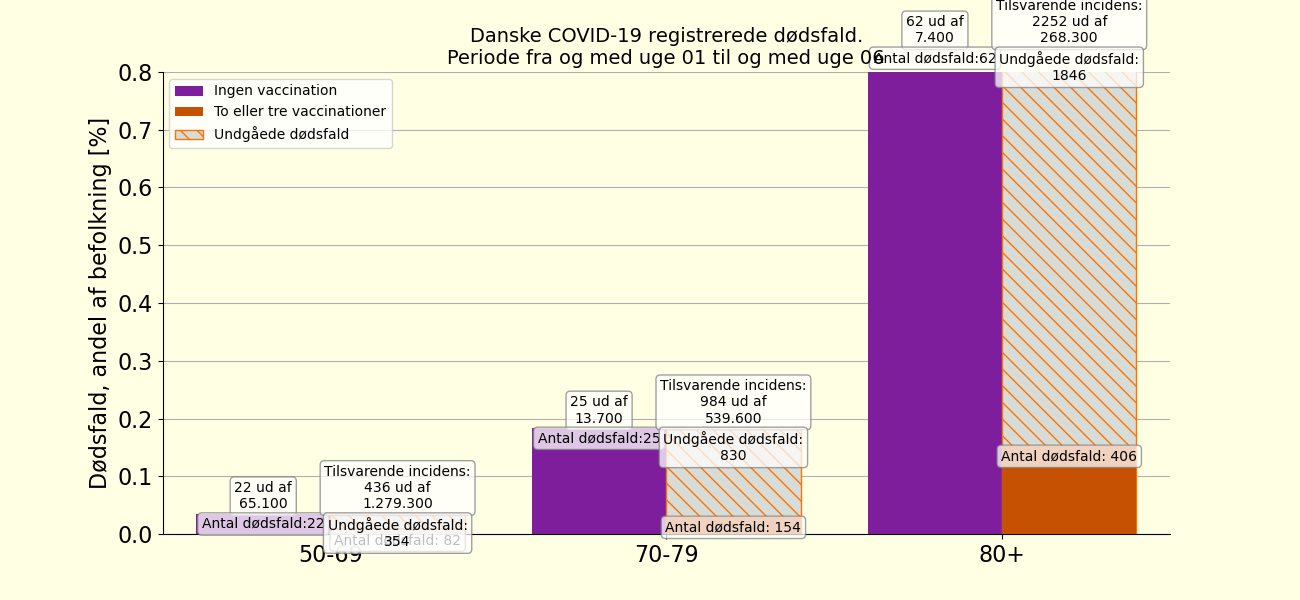 Danske COVID-19 registrerede dødsfald.
Periode fra og med uge 01 til og med uge 06
Dødsfald, andel af befolkning [%]
0.8
0.7
0.6
0.5
0.4
0.3
0.2
0.1
0.0
Ingen vaccination
To eller tre vaccinationer
Undgåede dødsfald
22 ud af
65.100
Antal dødsfald:22
Tilsvarende incidens:
436 ud af
1.279.300
Undgåede dødsfald:
354
Antal dødsfald: 82
25 ud af
13.700
Antal dødsfald:25
Tilsvarende incidens:
984 ud af
539.600
Undgåede dødsfald:
830
Antal dødsfald: 154
62 ud af
7.400
Antal dødsfald:62
Tilsvarende incidens:
2252 ud af
268.300
Undgåede dødsfald:
1846
Antal dødsfald: 406
50-69
70-79
80+